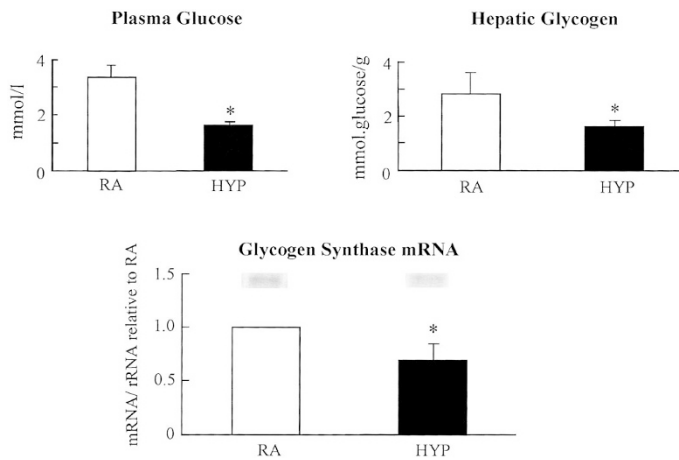 Plasma Glucose
mmol/l
4
2
0
*
RA
HYP
Hepatic Glycogen
mmol.glucose/g
4
2
0
*
RA
HYP
Glycogen Synthase mRNA
mRNA/ rRNA relative to RA
1.5
1.0
0.5
0
*
RA
HYP